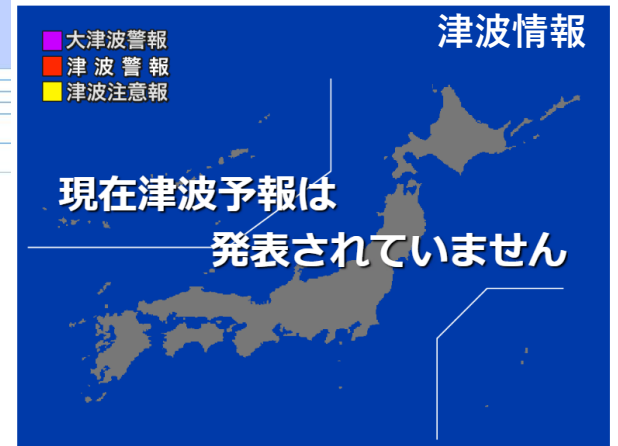 津波情報
大津波警報
津波警報
津波注意報
現在津波予報は
発表されていません